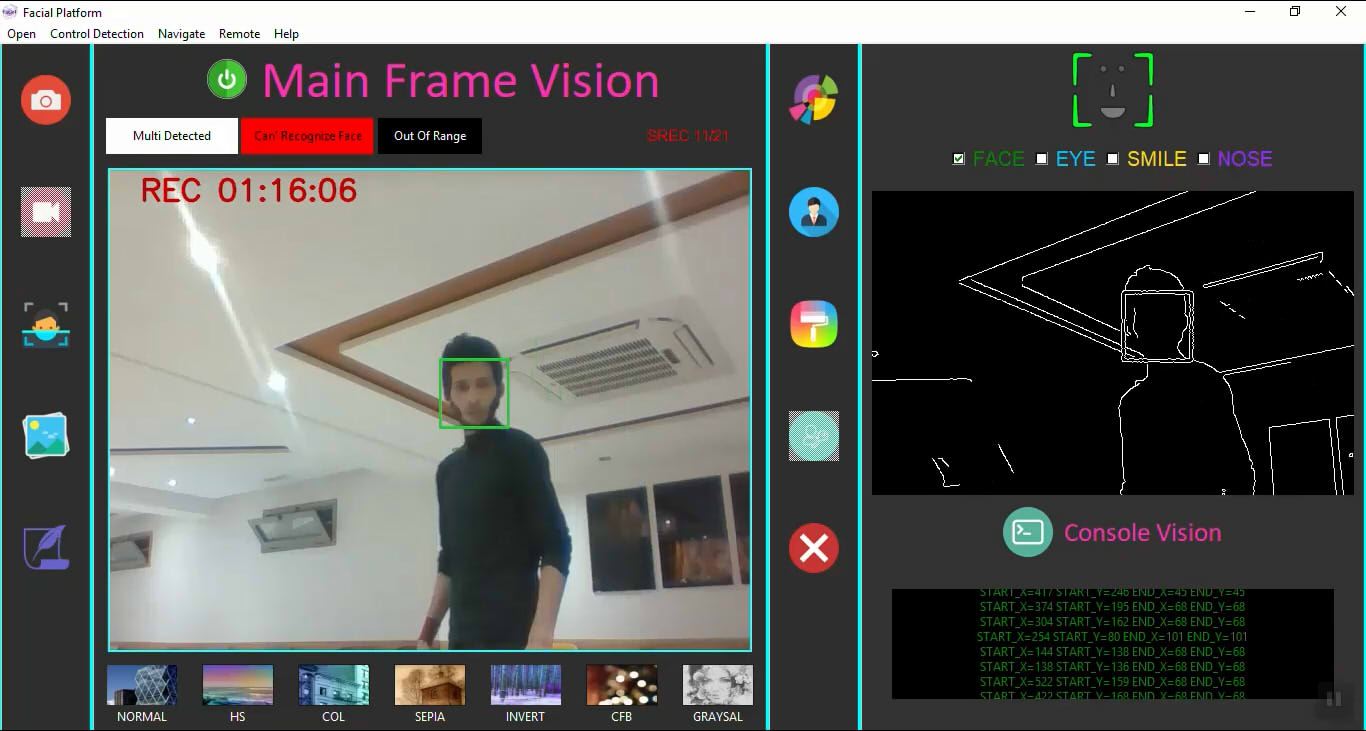 Facial Platform
Open Control Detection Navigate Remote Help
Main Frame Vision
Multi Detected Can' Recognize Face Out Of Range SREC 11/21
REC 01:16:06
NORMAL HS COL SEPIA INVERT CFB GRAYSAL
FACE EYE SMILE NOSE
Console Vision
START_X=417 START_Y=246 END_X=45 END_Y=45
START_X=374 START_Y=195 END_X=68 END_Y=68
START_X=304 START_Y=162 END_X=68 END_Y=68
START_X=254 START_Y=80 END_X=101 END_Y=101
START_X=144 START_Y=138 END_X=68 END_Y=68
START_X=138 START_Y=136 END_X=68 END_Y=68
START_X=522 START_Y=159 END_X=68 END_Y=68
START_X=422 START_Y=168 END_X=68 END_Y=68